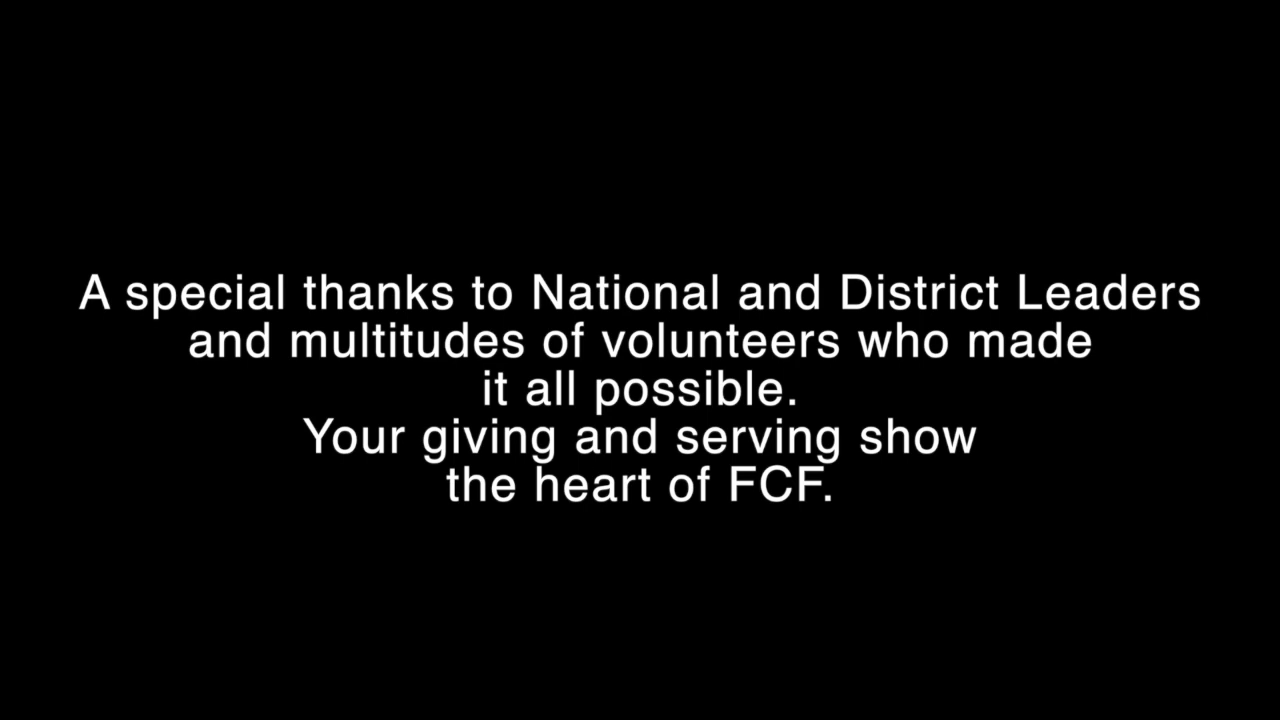 A special thanks to National and District Leaders
and multitudes of volunteers who made
it all possible.
Your giving and serving show
the heart of FCF.